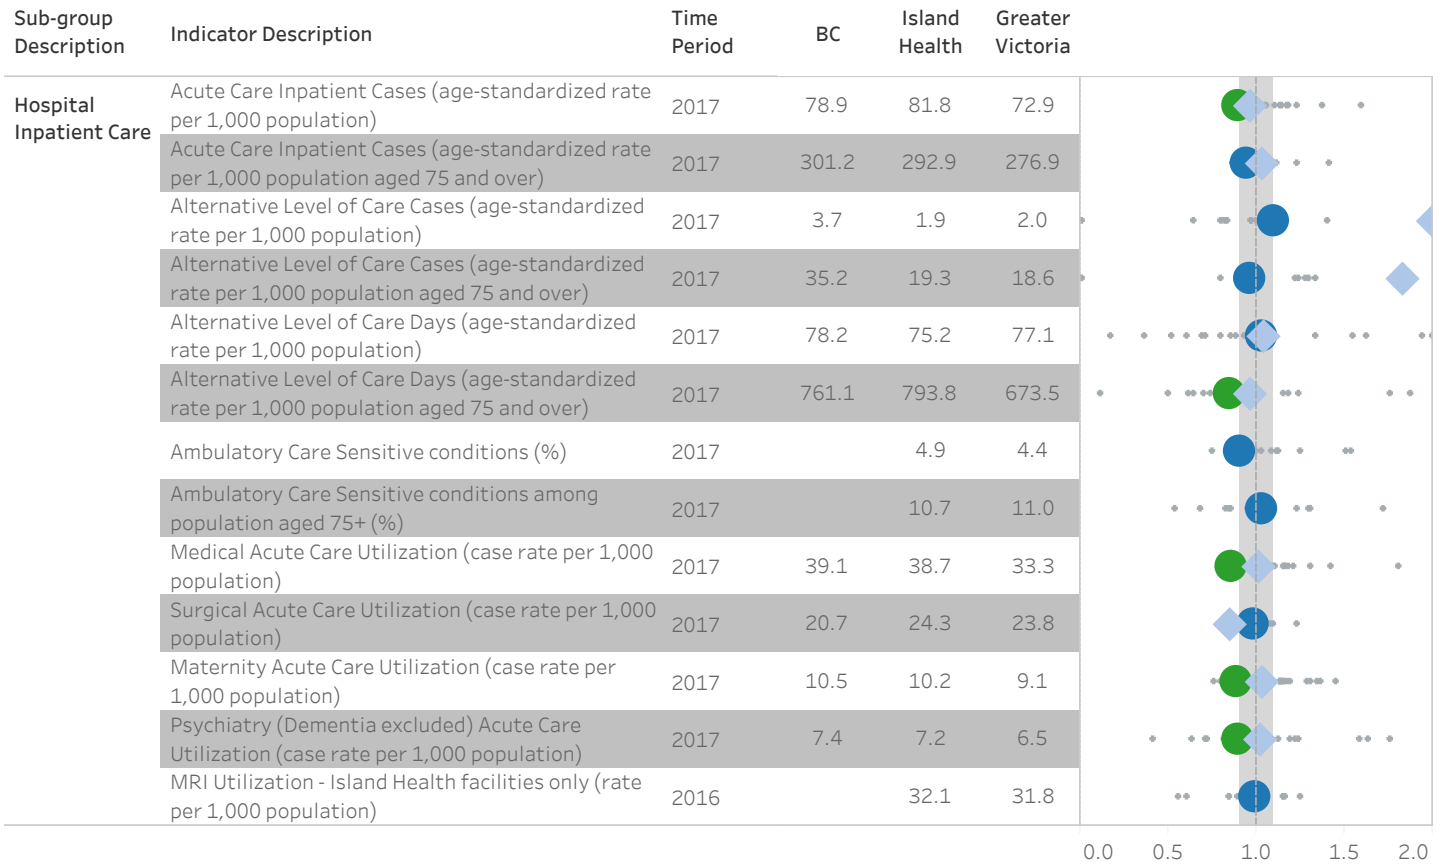 Sub-group
Description
Indicator Description
Time
Period
BC
Island
Health
Greater
Victoria
Hospital
Inpatient Care
Acute Care Inpatient Cases (age-standardized rate
per 1,000 population)
2017 78.9 81.8 72.9
Acute Care Inpatient Cases (age-standardized rate
per 1,000 population aged 75 and over)
2017 301.2 292.9 276.9
Alternative Level of Care Cases (age-standardized
rate per 1,000 population)
2017 3.7 1.9 2.0
Alternative Level of Care Cases (age-standardized
rate per 1,000 population aged 75 and over)
2017 35.2 19.3 18.6
Alternative Level of Care Days (age-standardized
rate per 1,000 population)
2017 78.2 75.2 77.1
Alternative Level of Care Days (age-standardized
rate per 1,000 population aged 75 and over)
2017 761.1 793.8 673.5
Ambulatory Care Sensitive conditions (%) 2017 4.9 4.4
Ambulatory Care Sensitive conditions among
population aged 75+ (%)
2017 10.7 11.0
Medical Acute Care Utilization (case rate per 1,000
population)
2017 39.1 38.7 33.3
Surgical Acute Care Utilization (case rate per 1,000
population)
2017 20.7 24.3 23.8
Maternity Acute Care Utilization (case rate per
1,000 population)
2017 10.5 10.2 9.1
Psychiatry (Dementia excluded) Acute Care
Utilization (case rate per 1,000 population)
2017 7.4 7.2 6.5
MRI Utilization - Island Health facilities only (rate
per 1,000 population)
2016 32.1 31.8
0.0 0.5 1.0 1.5 2.0